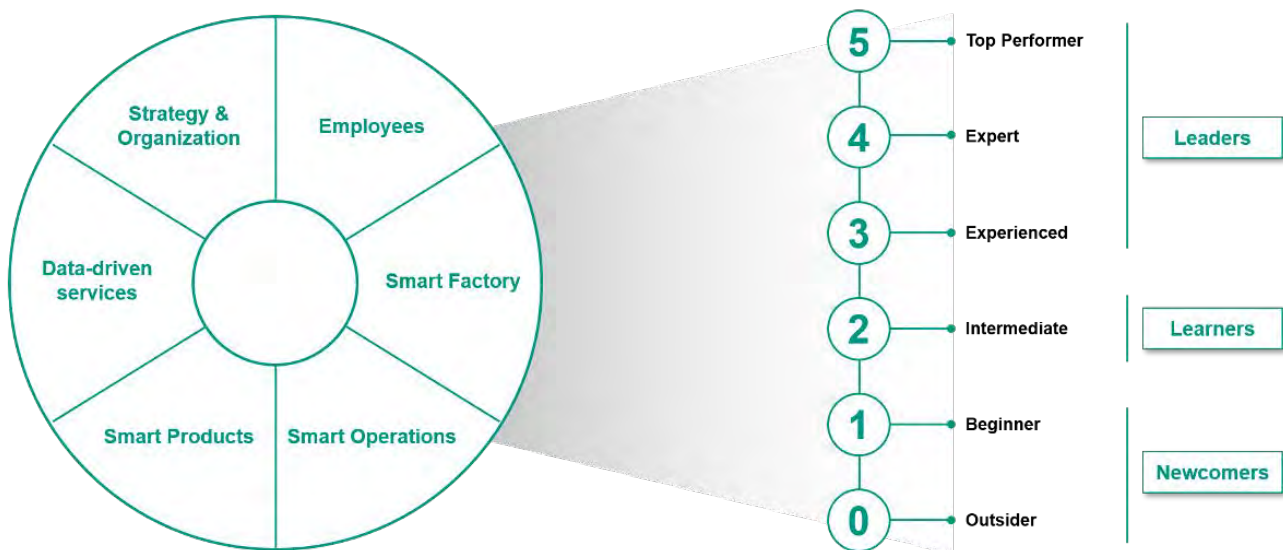 Strategy &
Organization
Employees
Data-driven
services
Smart Factory
Smart Products
Smart Operations
5
Top Performer
4
Expert
3
Experienced
Leaders
2
Intermediate
Learners
1
Beginner
0
Outsider
Newcomers